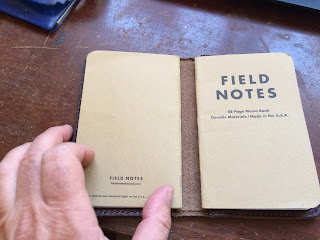 FIELD NOTES
FIELD
NOTES
48-Page Memo Book
Durable Materials / Made in the U.S.A.